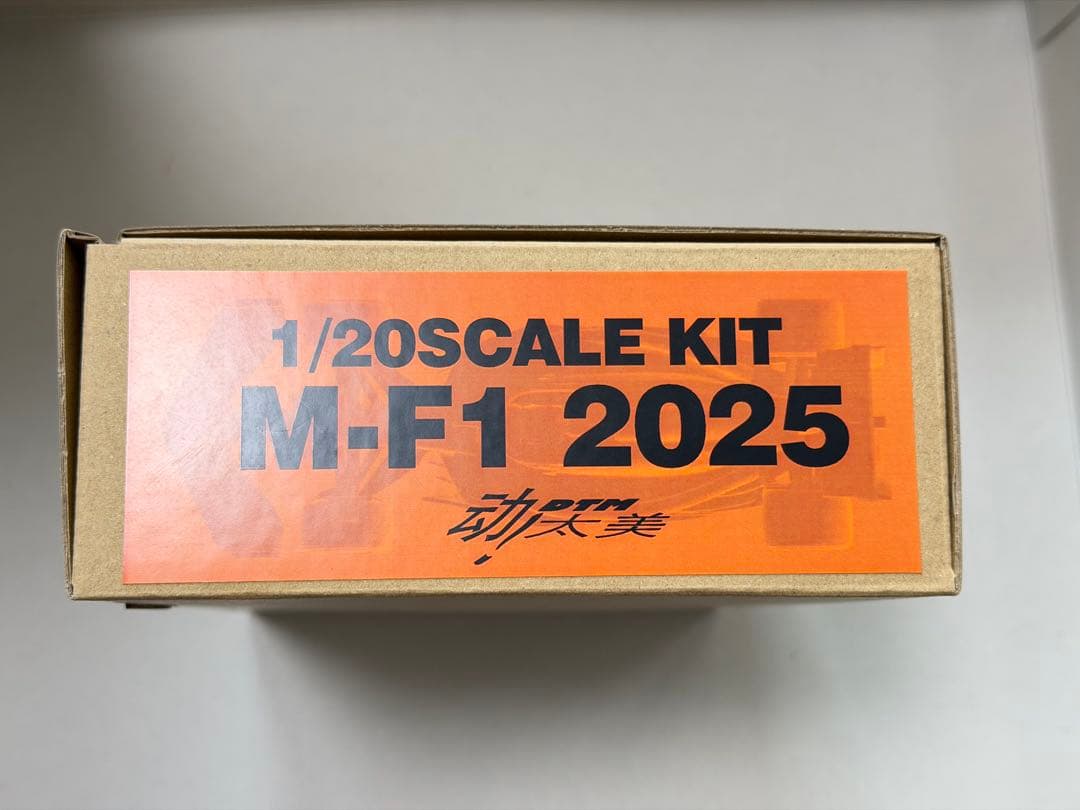 1/20SCALE KIT
M-F1 2025
动!太美
DTM